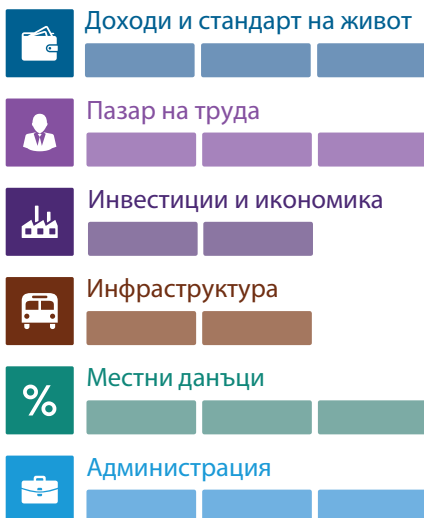 Доходи и стандарт на живот
Пазар на труда
Инвестиции и икономика
Инфраструктура
Местни данъци
%
Администрация